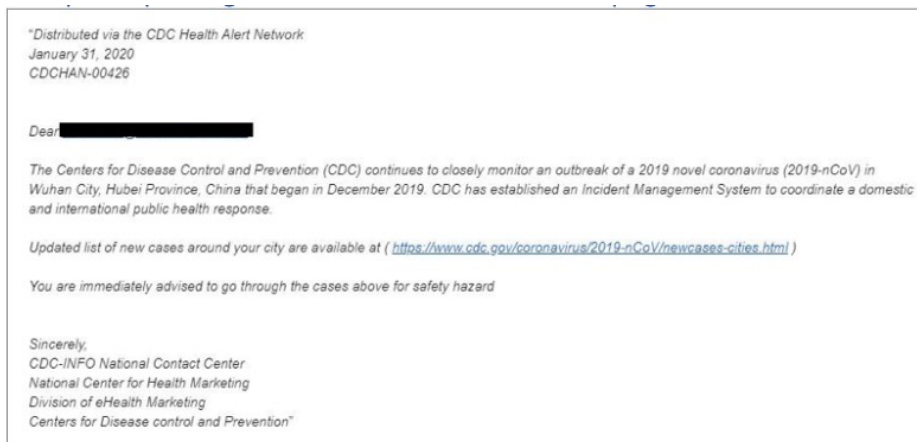 "Distributed via the CDC Health Alert Network
January 31, 2020
CDCHAN-00426
Dear
The Centers for Disease Control and Prevention (CDC) continues to closely monitor an outbreak of a 2019 novel coronavirus (2019-nCoV) in
Wuhan City, Hubei Province, China that began in December 2019. CDC has established an Incident Management System to coordinate a domestic
and international public health response.
Updated list of new cases around your city are available at ( https://www.cdc.gov/coronavirus/2019-nCoV/newcases-cities.html )
You are immediately advised to go through the cases above for safety hazard
Sincerely,
CDC-INFO National Contact Center
National Center for Health Marketing
Division of eHealth Marketing
Centers for Disease control and Prevention"